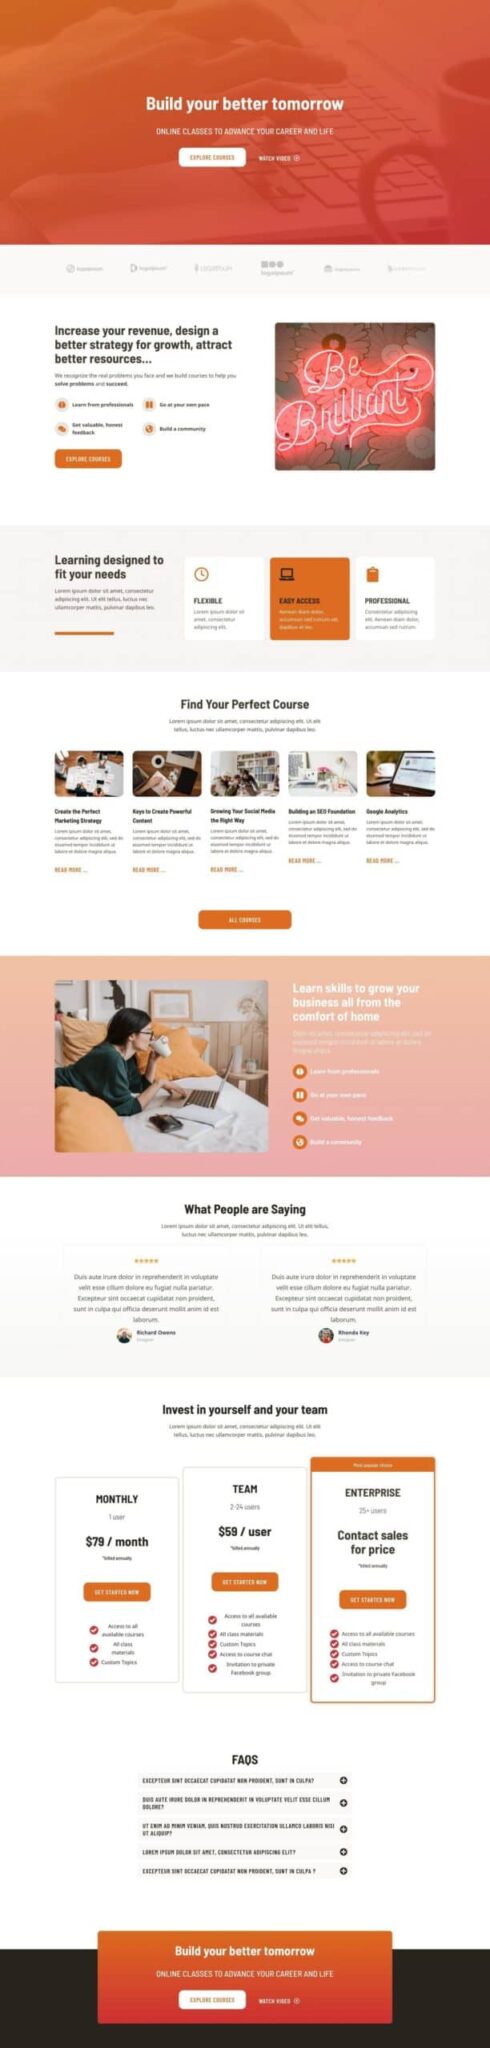 Build your better tomorrow
ONLINE CLASSES TO ADVANCE YOUR CAREER AND LIFE
EXPLORE COURSES
WATCH VIDEO
logoipsum
LOGOIPSUM
logoipsum
Increase your revenue, design a
better strategy for growth, attract
better resources...
We recognize the real problems you face and we build courses to help you
solve problems and succeed.
Learn from professionals
Go at your own pace
Get valuable, honest
feedback
Build a community
EXPLORE COURSES
Be
Brilliant
Learning designed to
fit your needs
Lorem ipsum dolor sit amet, consectetur
adipiscing elit. Ut elit tellus, luctus nec
ullamcorper mattis, pulvinar dapibus leo.
FLEXIBLE
Lorem ipsum dolor sit
amet, consectetur
adipiscing elit.
EASY ACCESS
Aenean diam dolor,
accumsan sed rutrum vel,
dapibus et leo.
PROFESSIONAL
Consectetur adipiscing
elit. Aenean diam dolor,
accumsan sed rutrum.
Find Your Perfect Course
Lorem ipsum dolor sit amet, consectetur adipiscing elit. Ut elit
tellus, luctus nec ullamcorper mattis, pulvinar dapibus leo.
Create the Perfect
Marketing Strategy
Lorem ipsum dolor sit amet,
consectetur adipiscing elit, sed do
eiusmod tempor incididunt ut
labore et dolore magna aliqua.
READ MORE ...
Keys to Create Powerful
Content
Lorem ipsum dolor sit amet,
consectetur adipiscing elit, sed do
eiusmod tempor incididunt ut
labore et dolore magna aliqua.
READ MORE ...
Growing Your Social Media
the Right Way
Lorem ipsum dolor sit amet,
consectetur adipiscing elit, sed do
eiusmod tempor incididunt ut
labore et dolore magna aliqua.
READ MORE ...
Building an SEO Foundation
Lorem ipsum dolor sit amet,
consectetur adipiscing elit, sed do
eiusmod tempor incididunt ut
labore et dolore magna aliqua.
READ MORE ...
Google Analytics
Lorem ipsum dolor sit amet,
consectetur adipiscing elit, sed do
eiusmod tempor incididunt ut
labore et dolore magna aliqua.
READ MORE ...
ALL COURSES
Learn skills to grow your
business all from the
comfort of home
Learn from professionals
Go at your own pace
Get valuable, honest feedback
Build a community
What People are Saying
Lorem ipsum dolor sit amet, consectetur adipiscing elit. Ut elit tellus,
luctus nec ullamcorper mattis, pulvinar dapibus leo.
Duis aute irure dolor in reprehenderit in voluptate
velit esse cillum dolore eu fugiat nulla pariatur.
Excepteur sint occaecat cupidatat non proident,
sunt in culpa qui officia deserunt mollit anim id est
laborum.
Richard Owens
Designer
Duis aute irure dolor in reprehenderit in voluptate
velit esse cillum dolore eu fugiat nulla pariatur.
Excepteur sint occaecat cupidatat non proident,
sunt in culpa qui officia deserunt mollit anim id est
laborum.
Rhonda Key
Designer
Invest in yourself and your team
Lorem ipsum dolor sit amet, consectetur adipiscing elit. Ut elit
tellus, luctus nec ullamcorper mattis, pulvinar dapibus leo.
MONTHLY
1 user
$79 / month
*billed annually
GET STARTED NOW
Access to all
available courses
All class
materials
Custom Topics
TEAM
2-24 users
$59 / user
*billed annually
GET STARTED NOW
Access to all available
courses
All class materials
Custom Topics
Access to course chat
Invitation to private
Facebook group
Most popular choice
ENTERPRISE
25+ users
Contact sales
for price
*billed annually
GET STARTED NOW
Access to all available courses
All class materials
Custom Topics
Access to course chat
Invitation to private Facebook
group
FAQS
EXCEPTEUR SINT OCCAECAT CUPIDATAT NON PROIDENT, SUNT IN CULPA?
DUIS AUTE IRURE DOLOR IN REPREHENDERIT IN VOLUPTATE VELIT ESSE CILLUM
DOLORE?
UT ENIM AD MINIM VENIAM, QUIS NOSTRUD EXERCITATION ULLAMCO LABORIS NISI
UT ALIQUIP?
LOREM IPSUM DOLOR SIT AMET, CONSECTETUR ADIPISCING ELIT?
EXCEPTEUR SINT OCCAECAT CUPIDATAT NON PROIDENT, SUNT IN CULPA ?
Build your better tomorrow
ONLINE CLASSES TO ADVANCE YOUR CAREER AND LIFE
EXPLORE COURSES
WATCH VIDEO